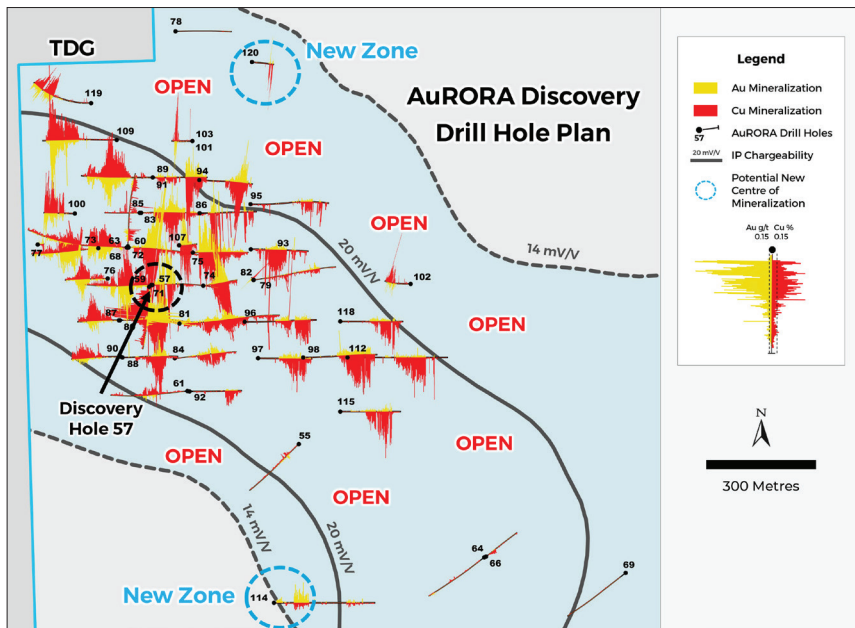 78
TDG
120
New Zone
119
OPEN
AuRORA Discovery
Drill Hole Plan
109
103
101
OPEN
89
91
94
95
100
85
83
86
OPEN
14 mV/V
77
73
63
68
60
72
107
75
93
20 mV/V
76
59
57
71
74
82
79
102
87
81
96
118
OPEN
90
88
84
97
98
112
61
92
115
Discovery
Hole 57
55
OPEN
OPEN
OPEN
14 mV/V
20 mV/V
64
66
69
New Zone
114
Legend
Au Mineralization
Cu Mineralization
57
AuRORA Drill Holes
20 mV/V
IP Chargeability
Potential New
Centre of
Mineralization
Au g/t Cu %
0.15 0.15
N
300 Metres